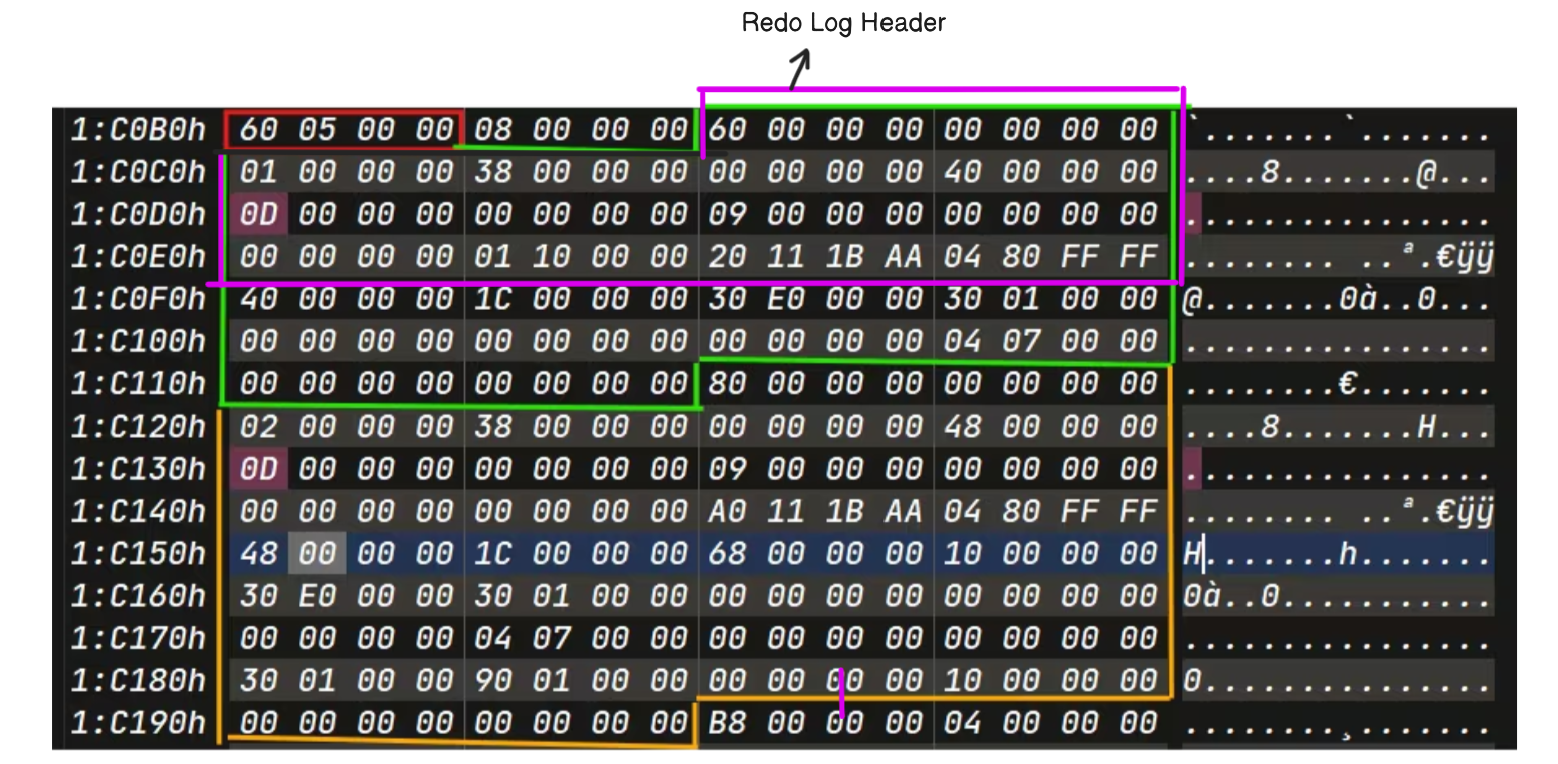 Redo Log Header
1:C0B0h 60 05 00 00 08 00 00 00 60 00 00 00 00 00 00 00 `.......`.......
1:C0C0h 01 00 00 00 38 00 00 00 00 00 00 00 40 00 00 00 ....8.......@...
1:C0D0h 0D 00 00 00 00 00 00 00 09 00 00 00 00 00 00 00 ................
1:C0E0h 00 00 00 00 01 10 00 00 20 11 1B AA 04 80 FF FF ........ ..ª.€ÿÿ
1:C0F0h 40 00 00 00 1C 00 00 00 30 E0 00 00 30 01 00 00 @.......0à..0...
1:C100h 00 00 00 00 00 00 00 00 00 00 00 00 04 07 00 00 ................
1:C110h 00 00 00 00 00 00 00 00 80 00 00 00 00 00 00 00 ........€.......
1:C120h 02 00 00 00 38 00 00 00 00 00 00 00 48 00 00 00 ....8.......H...
1:C130h 0D 00 00 00 00 00 00 00 09 00 00 00 00 00 00 00 ................
1:C140h 00 00 00 00 00 00 00 00 A0 11 1B AA 04 80 FF FF ........ ..ª.€ÿÿ
1:C150h 48 00 00 00 1C 00 00 00 68 00 00 00 10 00 00 00 H.......h.......
1:C160h 30 E0 00 00 30 01 00 00 00 00 00 00 00 00 00 00 0à..0...........
1:C170h 00 00 00 00 04 07 00 00 00 00 00 00 00 00 00 00 ................
1:C180h 30 01 00 00 90 01 00 00 00 00 00 00 10 00 00 00 0...............
1:C190h 00 00 00 00 00 00 00 00 B8 00 00 00 04 00 00 00 ........¸.......